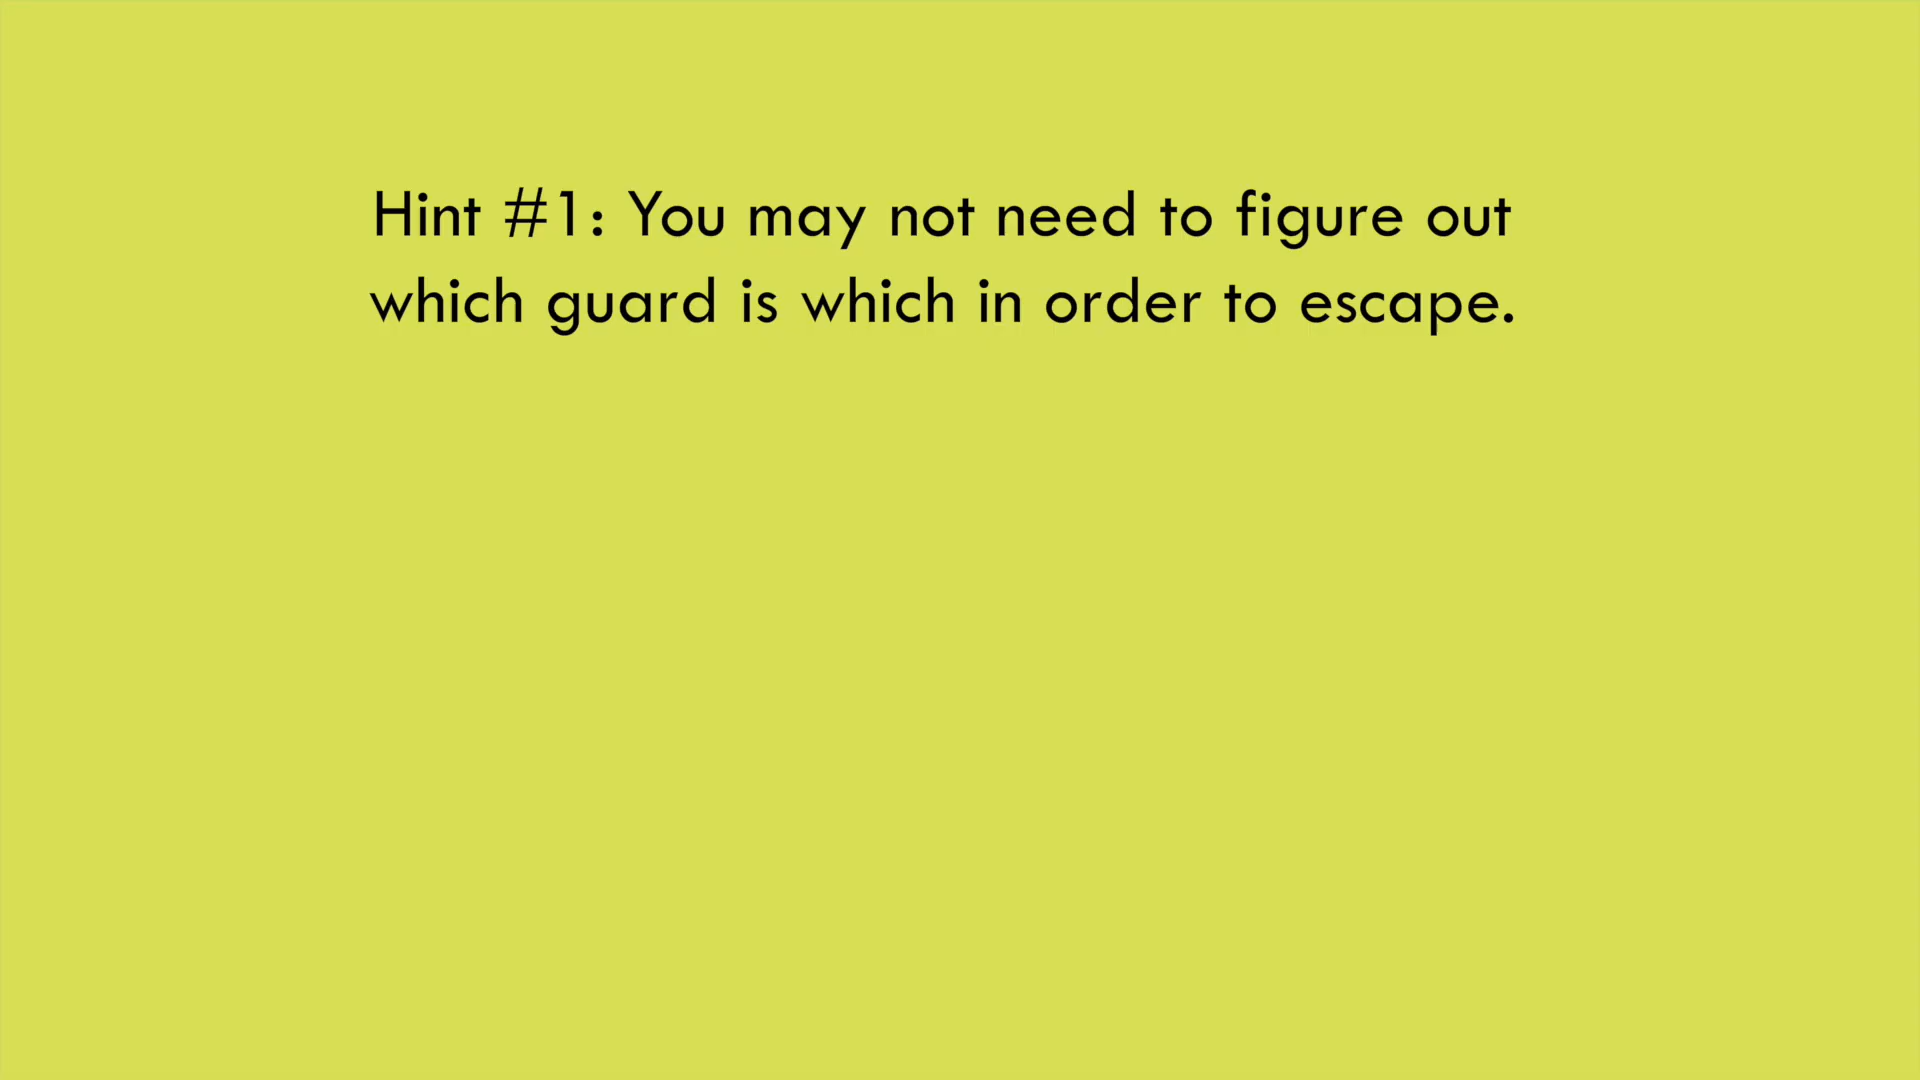 Hint #1: You may not need to figure out
which guard is which in order to escape.